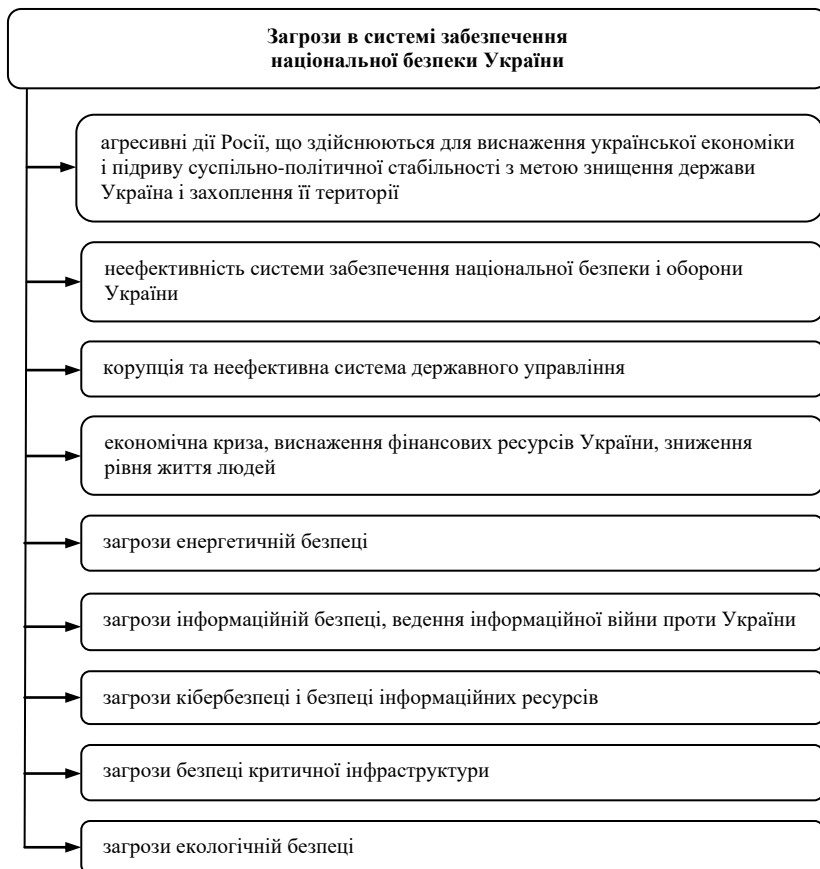 Загрози в системі забезпечення
національної безпеки України
агресивні дії Росії, що здійснюються для виснаження української економіки
і підриву суспільно-політичної стабільності з метою знищення держави
Україна і захоплення її території
неефективність системи забезпечення національної безпеки і оборони
України
корупція та неефективна система державного управління
економічна криза, виснаження фінансових ресурсів України, зниження
рівня життя людей
загрози енергетичній безпеці
загрози інформаційній безпеці, ведення інформаційної війни проти України
загрози кібербезпеці і безпеці інформаційних ресурсів
загрози безпеці критичної інфраструктури
загрози екологічній безпеці